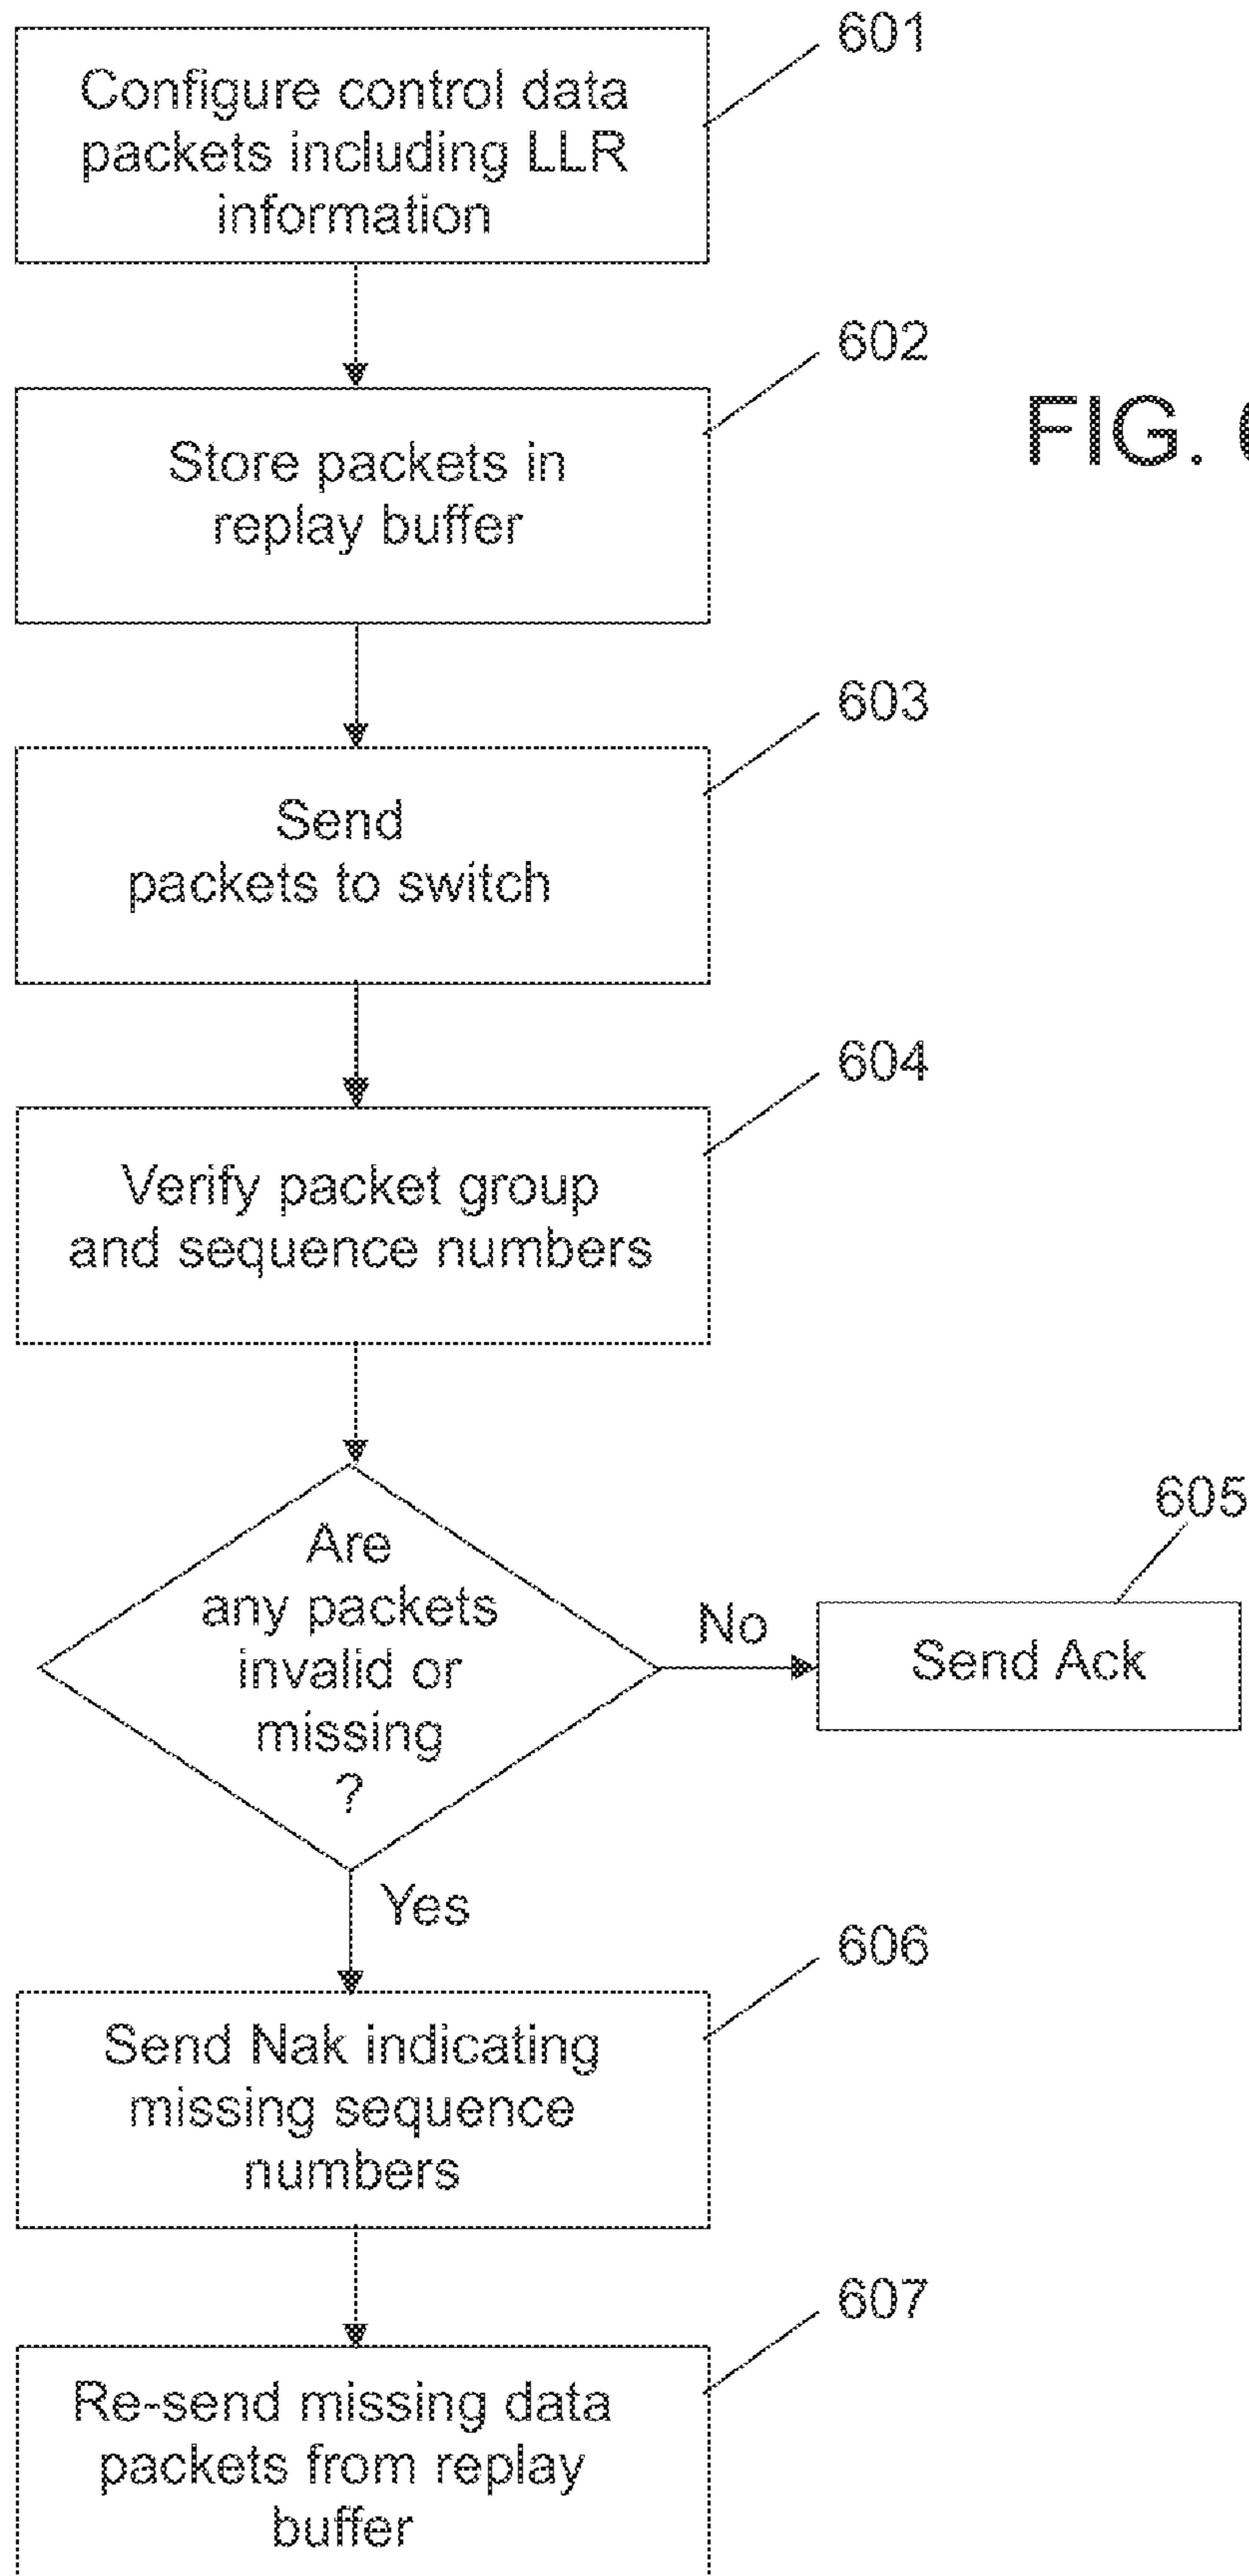 601
Configure control data
packets including LLR
information
602
FIG. 6
Store packets in
replay buffer
603
Send
packets to switch
604
Verify packet group
and sequence numbers
605
Are
any packets
invalid or
missing
?
No
Send Ack
Yes
606
Send Nak indicating
missing sequence
numbers
607
Re-send missing data
packets from replay
buffer